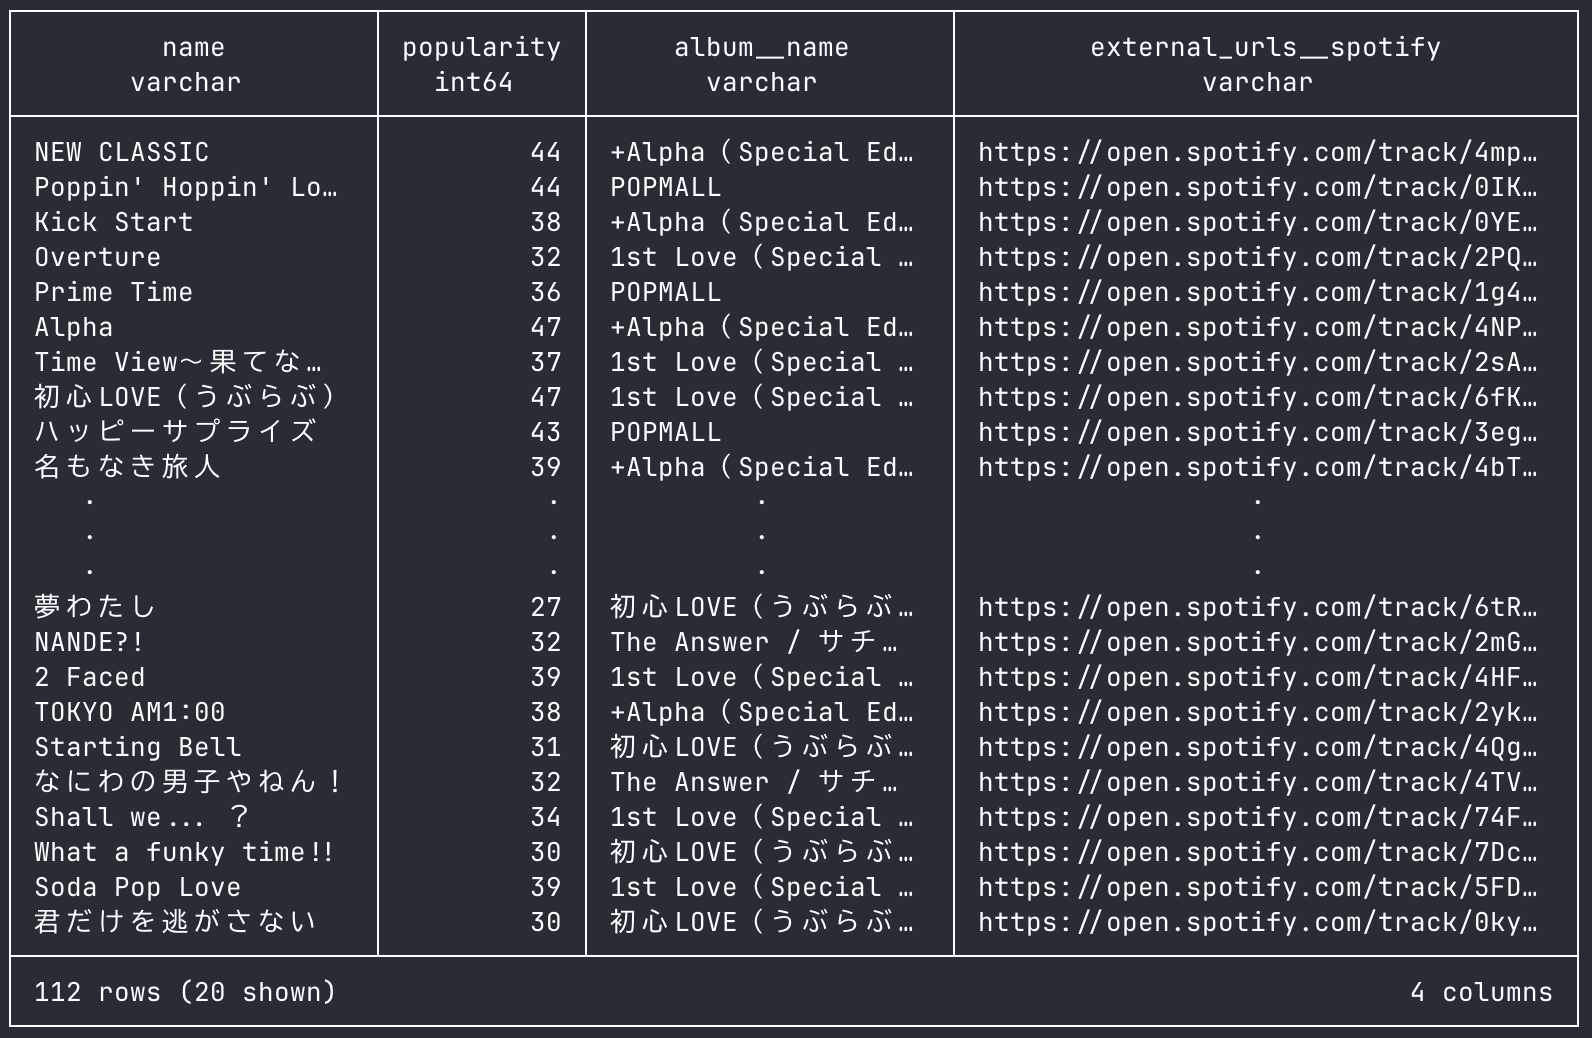 name popularity album__name external_urls__spotify
varchar int64 varchar varchar
NEW CLASSIC 44 +Alpha（Special Ed… https://open.spotify.com/track/4mp…
Poppin' Hoppin' Lo… 44 POPMALL https://open.spotify.com/track/0IK…
Kick Start 38 +Alpha（Special Ed… https://open.spotify.com/track/0YE…
Overture 32 1st Love（Special … https://open.spotify.com/track/2PQ…
Prime Time 36 POPMALL https://open.spotify.com/track/1g4…
Alpha 47 +Alpha（Special Ed… https://open.spotify.com/track/4NP…
Time View〜果てな… 37 1st Love（Special … https://open.spotify.com/track/2sA…
初心LOVE（うぶらぶ） 47 1st Love（Special … https://open.spotify.com/track/6fK…
ハッピーサプライズ 43 POPMALL https://open.spotify.com/track/3eg…
名もなき旅人 39 +Alpha（Special Ed… https://open.spotify.com/track/4bT…
· · · ·
· · · ·
· · · ·
夢わたし 27 初心LOVE（うぶらぶ… https://open.spotify.com/track/6tR…
NANDE?! 32 The Answer / サチ… https://open.spotify.com/track/2mG…
2 Faced 39 1st Love（Special … https://open.spotify.com/track/4HF…
TOKYO AM1:00 38 +Alpha（Special Ed… https://open.spotify.com/track/2yk…
Starting Bell 31 初心LOVE（うぶらぶ… https://open.spotify.com/track/4Qg…
なにわの男子やねん！ 32 The Answer / サチ… https://open.spotify.com/track/4TV…
Shall we... ？ 34 1st Love（Special … https://open.spotify.com/track/74F…
What a funky time!! 30 初心LOVE（うぶらぶ… https://open.spotify.com/track/7Dc…
Soda Pop Love 39 1st Love（Special … https://open.spotify.com/track/5FD…
君だけを逃がさない 30 初心LOVE（うぶらぶ… https://open.spotify.com/track/0ky…
112 rows (20 shown) 4 columns